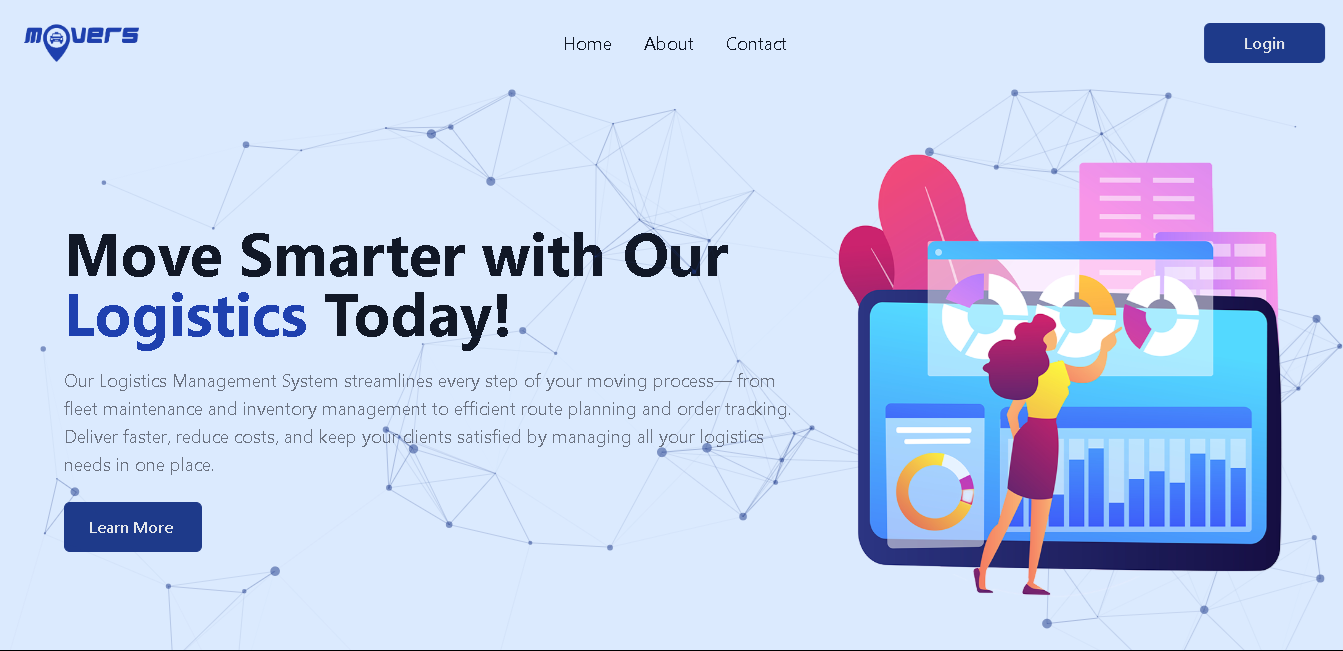 movers
Home About Contact
Login
Move Smarter with Our
Logistics Today!
Our Logistics Management System streamlines every step of your moving process— from
fleet maintenance and inventory management to efficient route planning and order tracking.
Deliver faster, reduce costs, and keep your clients satisfied by managing all your logistics
needs in one place.
Learn More